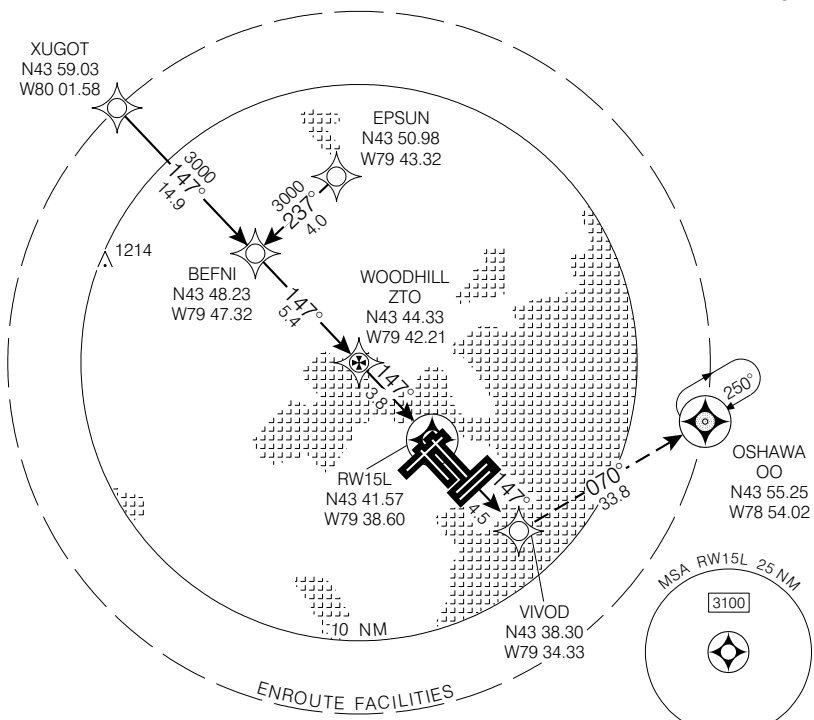 XUGOT
N43 59.03
W80 01.58
3000
147°
14.9
EPSUN
N43 50.98
W79 43.32
3000
237°
4.0
1214
BEFNI
N43 48.23
W79 47.32
147°
5.4
WOODHILL
ZTO
N43 44.33
W79 42.21
147°
3.8
RW15L
N43 41.57
W79 38.60
147°
4.5
070°
33.8
250°
OSHAWA
OO
N43 55.25
W78 54.02
VIVOD
N43 38.30
W79 34.33
10 NM
ENROUTE FACILITIES
MSA RW15L 25 NM
3100